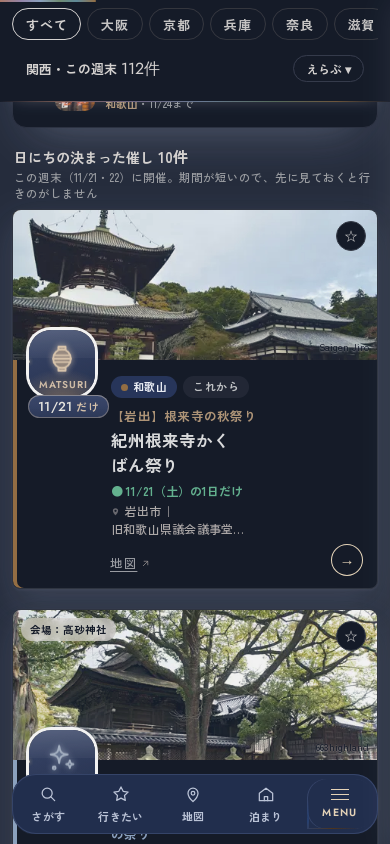 すべて
大阪
京都
兵庫
奈良
滋賀
関西・この週末 112件
えらぶ ▾
和歌山・11/24まで
日にちの決まった催し 10件
この週末（11/21・22）に開催。期間が短いので、先に見ておくと行
きのがしません
Saigen Jiro
MATSURI
11/21 だけ
和歌山
これから
【岩出】根来寺の秋祭り
紀州根来寺かく
ばん祭り
11/21（土）の1日だけ
岩出市 |
旧和歌山県議会議事堂…
地図 ↗
→
会場：高砂神社
663highland
さがす
行きたい
地図
泊まり
MENU
の祭り